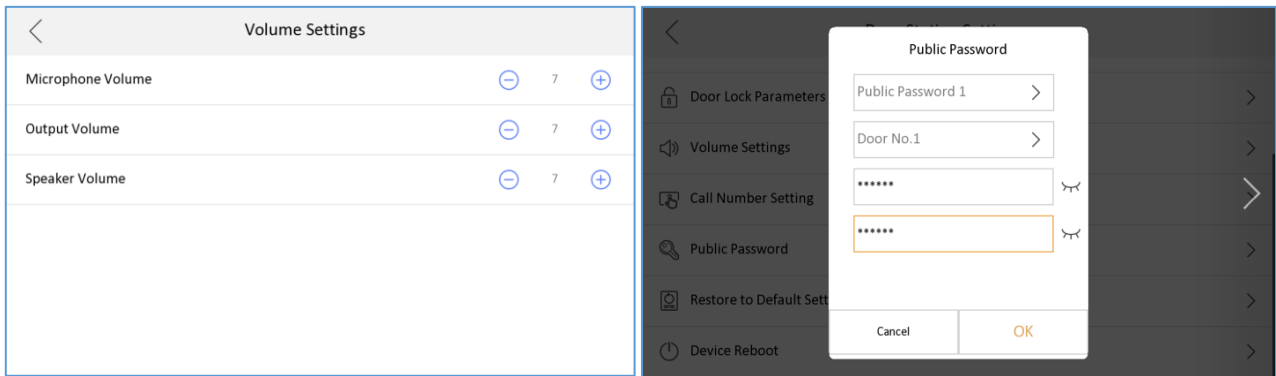 Volume Settings
Microphone Volume
7
Output Volume
7
Speaker Volume
7
Public Password
Public Password 1
Door No.1
******
******
Cancel
OK
Door Lock Parameters
Volume Settings
Call Number Setting
Public Password
Restore to Default Sett
Device Reboot